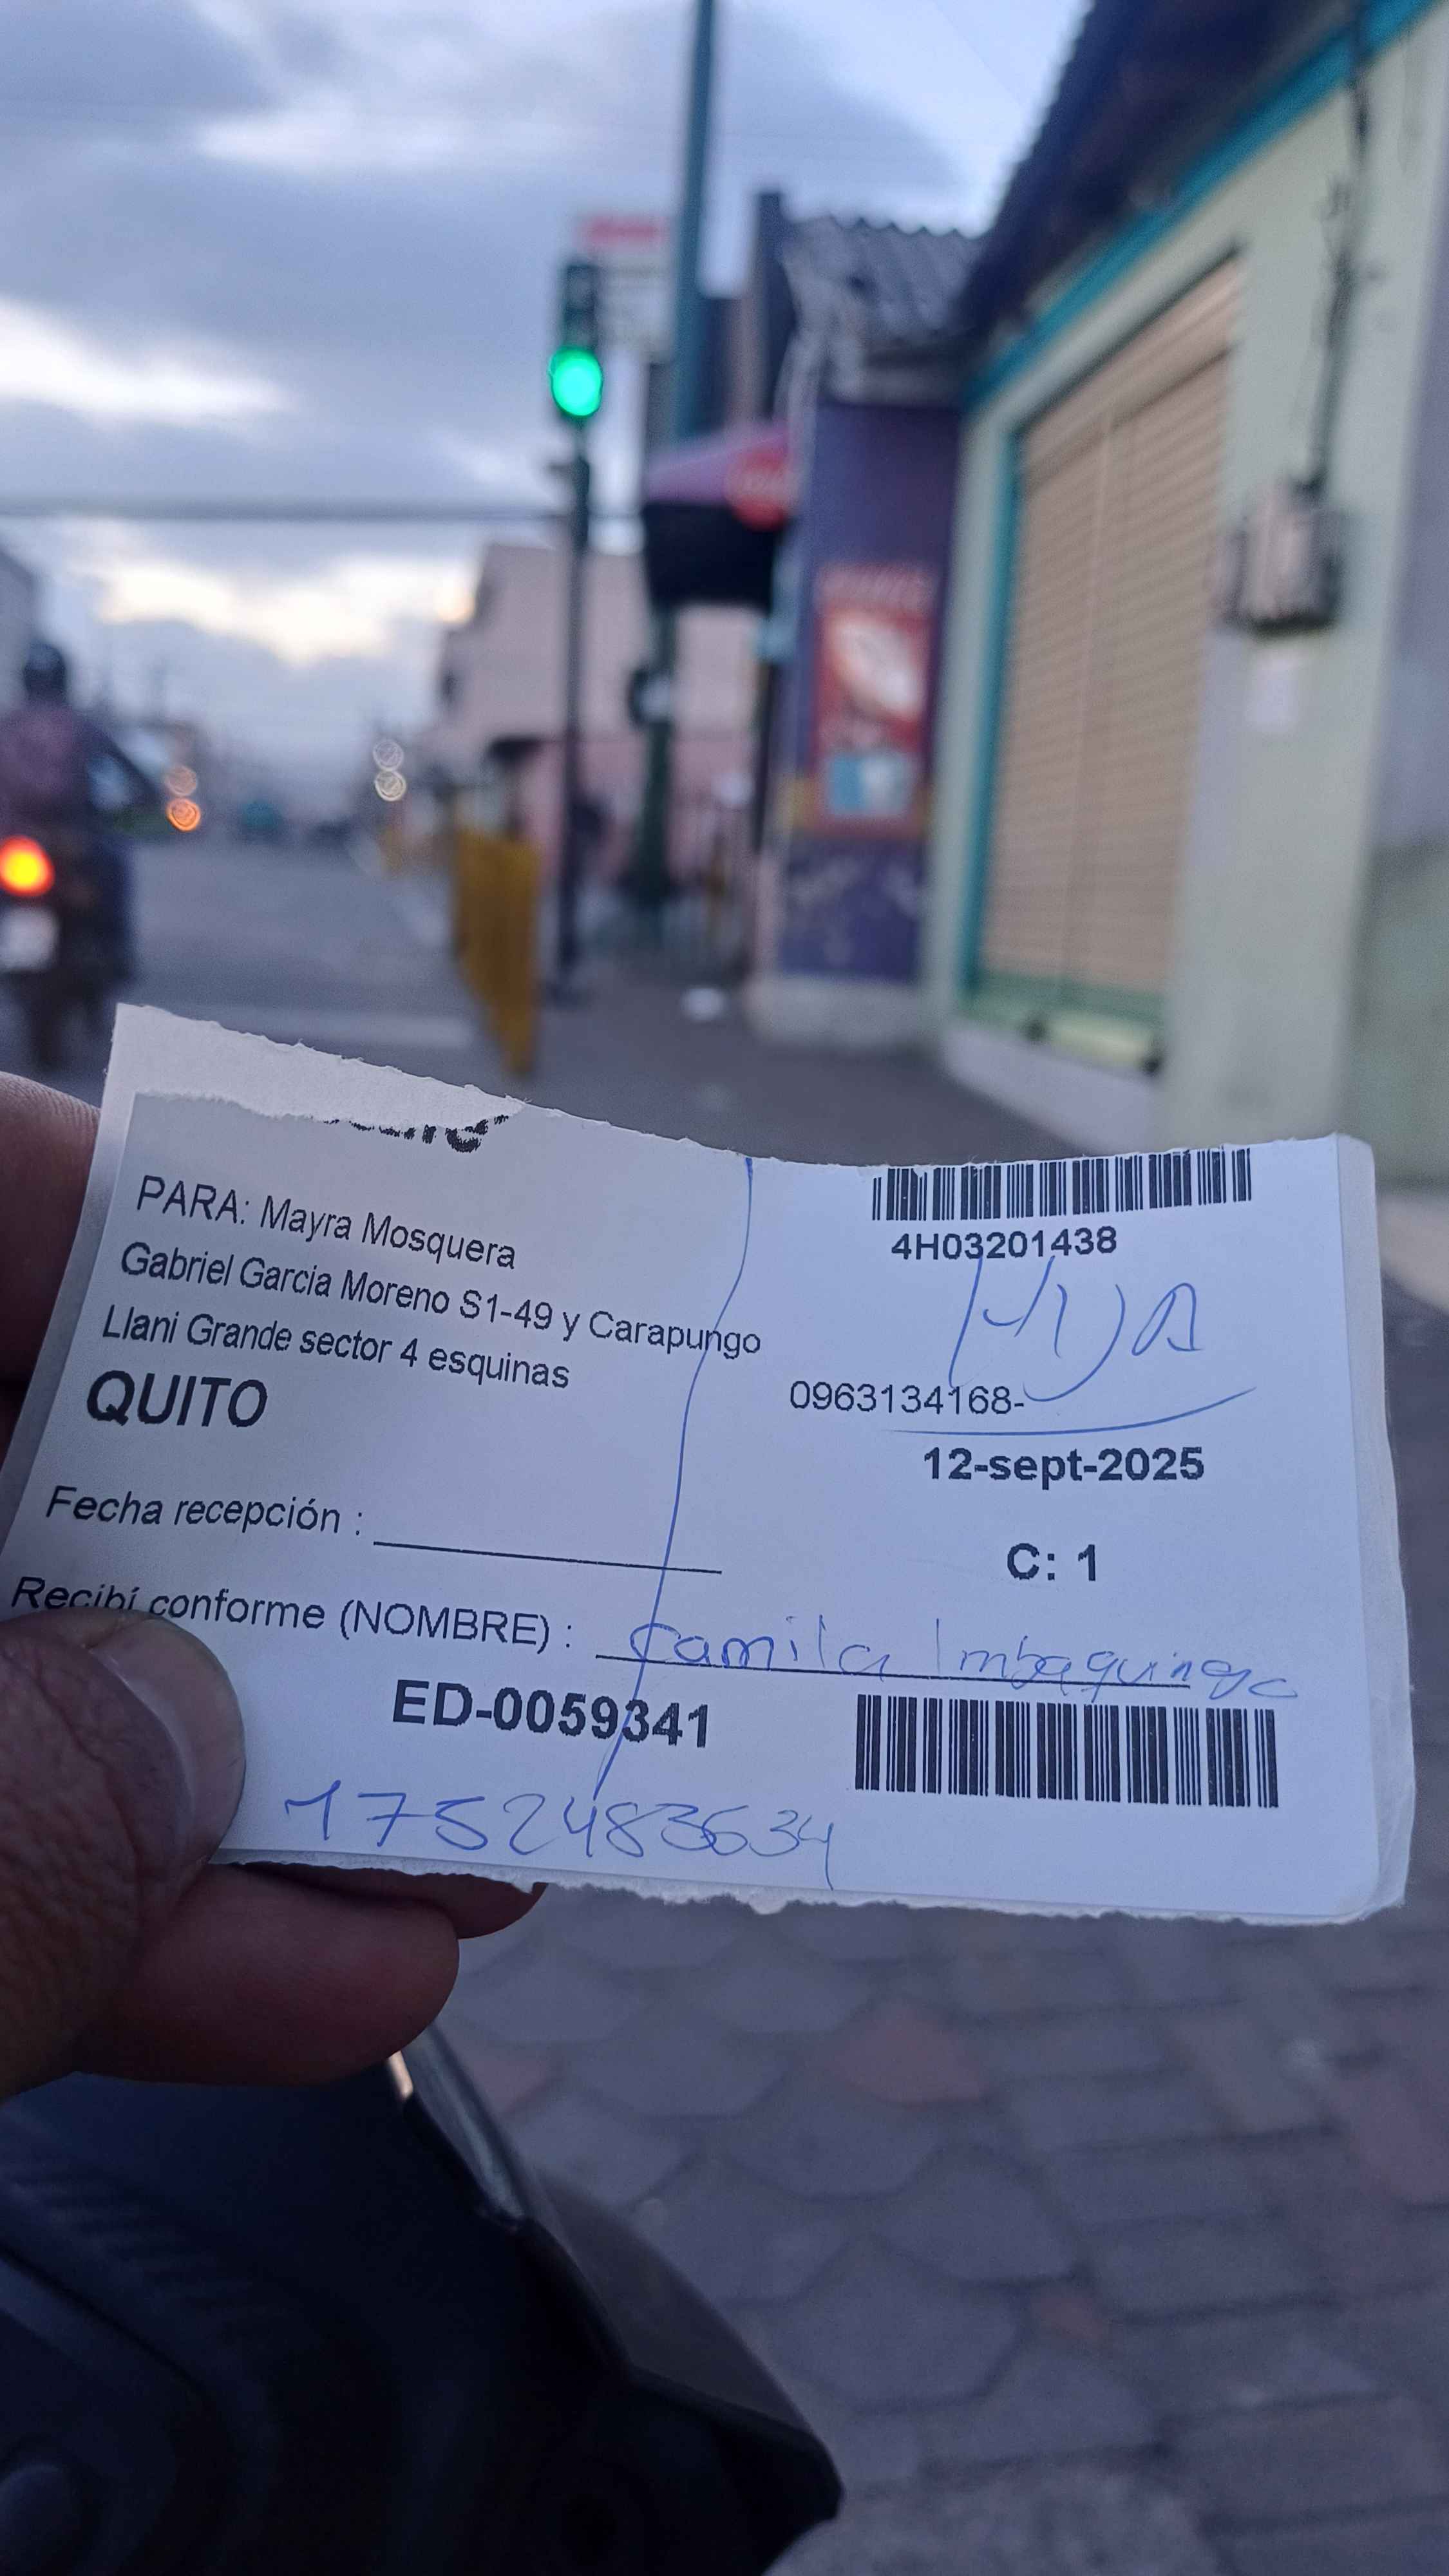 PARA: Mayra Mosquera
Gabriel Garcia Moreno S1-49 y Carapungo
Llani Grande sector 4 esquinas
QUITO
4H03201438
HIJA
0963134168-
12-sept-2025
C: 1
Fecha recepción :
Recibí conforme (NOMBRE) : Camila Imbaquingo
ED-0059341
1752483634